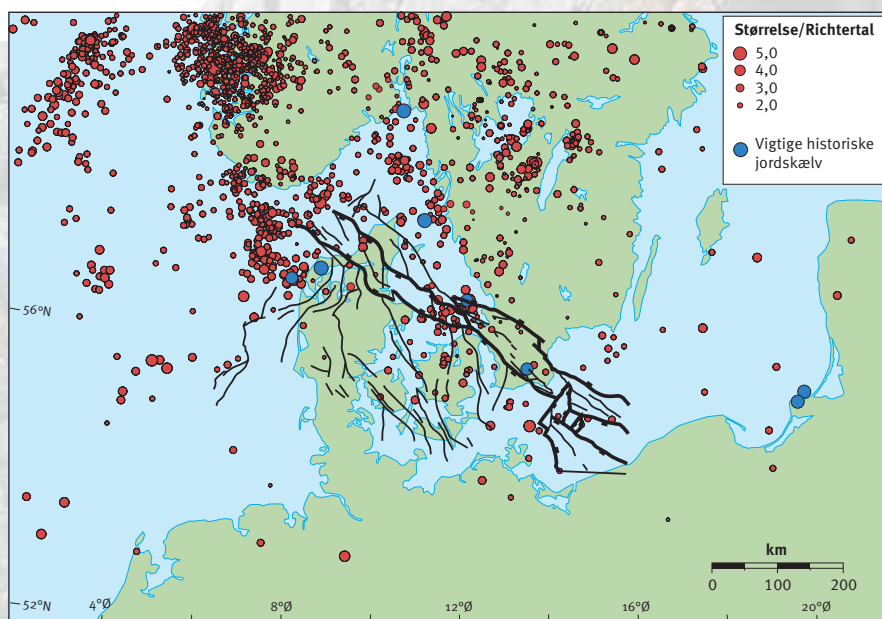 Størrelse/Richtertal
5,0
4,0
3,0
2,0
Vigtige historiske
jordskælv
56°N
km
0 100 200
52°N
4°Ø
8°Ø
12°Ø
16°Ø
20°Ø